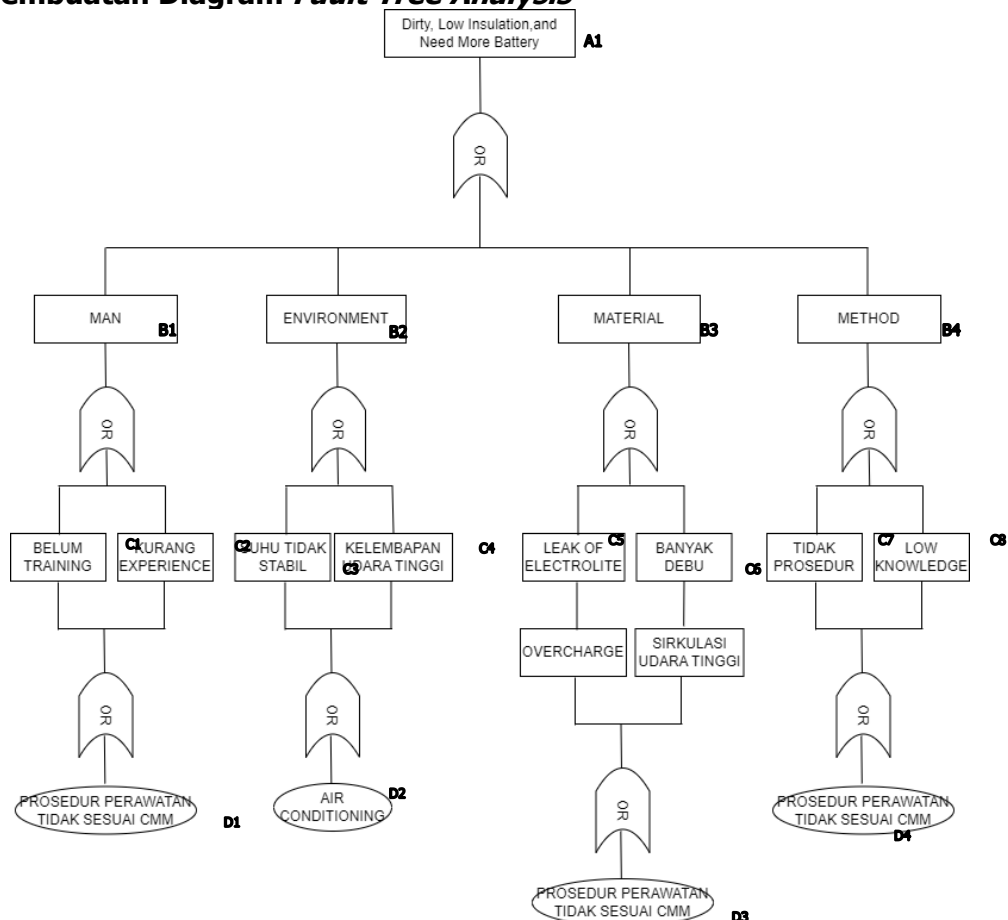 embuatan Diagram Fault Tree Analysis
Dirty, Low Insulation,and
Need More Battery
A1
OR
MAN
B1
ENVIRONMENT
B2
MATERIAL
B3
METHOD
B4
OR
OR
OR
OR
BELUM
TRAINING
C1
KURANG
EXPERIENCE
C2
SUHU TIDAK
STABIL
C3
KELEMBAPAN
UDARA TINGGI
C4
LEAK OF
ELECTROLITE
C5
BANYAK
DEBU
C6
TIDAK
PROSEDUR
C7
LOW
KNOWLEDGE
C8
OVERCHARGE
SIRKULASI
UDARA TINGGI
OR
OR
OR
OR
PROSEDUR PERAWATAN
TIDAK SESUAI CMM
D1
AIR
CONDITIONING
D2
PROSEDUR PERAWATAN
TIDAK SESUAI CMM
D4
PROSEDUR PERAWATAN
TIDAK SESUAI CMM
D3